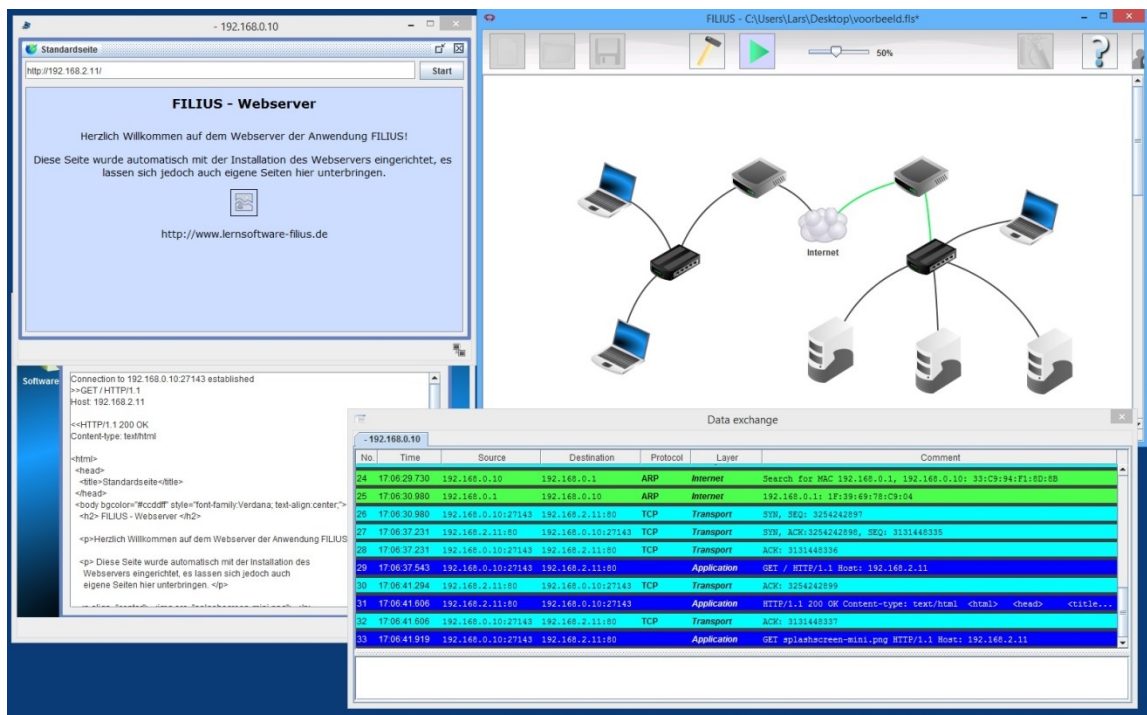 - 192.168.0.10
Standardseite
http://192.168.2.11/
Start
FILIUS - Webserver
Herzlich Willkommen auf dem Webserver der Anwendung FILIUS!
Diese Seite wurde automatisch mit der Installation des Webservers eingerichtet, es
lassen sich jedoch auch eigene Seiten hier unterbringen.
http://www.lernsoftware-filius.de
FILIUS - C:\Users\Lars\Desktop\voorbeeld.fls*
50%
Internet
Software
Connection to 192.168.0.10:27143 established
>>GET / HTTP/1.1
Host: 192.168.2.11
<<HTTP/1.1 200 OK
Content-type: text/html
<html>
<head>
<title>Standardseite</title>
</head>
<body bgcolor="#ccddff" style="font-family:Verdana; text-align:center;">
<h2> FILIUS - Webserver </h2>
<p>Herzlich Willkommen auf dem Webserver der Anwendung FILIUS
<p> Diese Seite wurde automatisch mit der Installation des
Webservers eingerichtet, es lassen sich jedoch auch
eigene Seiten hier unterbringen. </p>
Data exchange
- 192.168.0.10
No. Time Source Destination Protocol Layer Comment
24 17:06:29.730 192.168.0.10 192.168.0.1 ARP Internet Search for MAC 192.168.0.1, 192.168.0.10: 33:C9:94:F1:8D:8B
25 17:06:30.980 192.168.0.1 192.168.0.10 ARP Internet 192.168.0.1: 1F:39:69:78:C9:04
26 17:06:30.980 192.168.0.10:27143 192.168.2.11:80 TCP Transport SYN, SEQ: 3254242897
27 17:06:37.231 192.168.2.11:80 192.168.0.10:27143 TCP Transport SYN, ACK:3254242898, SEQ: 3131448335
28 17:06:37.231 192.168.0.10:27143 192.168.2.11:80 TCP Transport ACK: 3131448336
29 17:06:37.543 192.168.0.10:27143 192.168.2.11:80 Application GET / HTTP/1.1 Host: 192.168.2.11
30 17:06:41.294 192.168.2.11:80 192.168.0.10:27143 TCP Transport ACK: 3254242899
31 17:06:41.606 192.168.2.11:80 192.168.0.10:27143 Application HTTP/1.1 200 OK Content-type: text/html <html> <head> <title...
32 17:06:41.606 192.168.0.10:27143 192.168.2.11:80 TCP Transport ACK: 3131448337
33 17:06:41.919 192.168.0.10:27143 192.168.2.11:80 Application GET splashscreen-mini.png HTTP/1.1 Host: 192.168.2.11